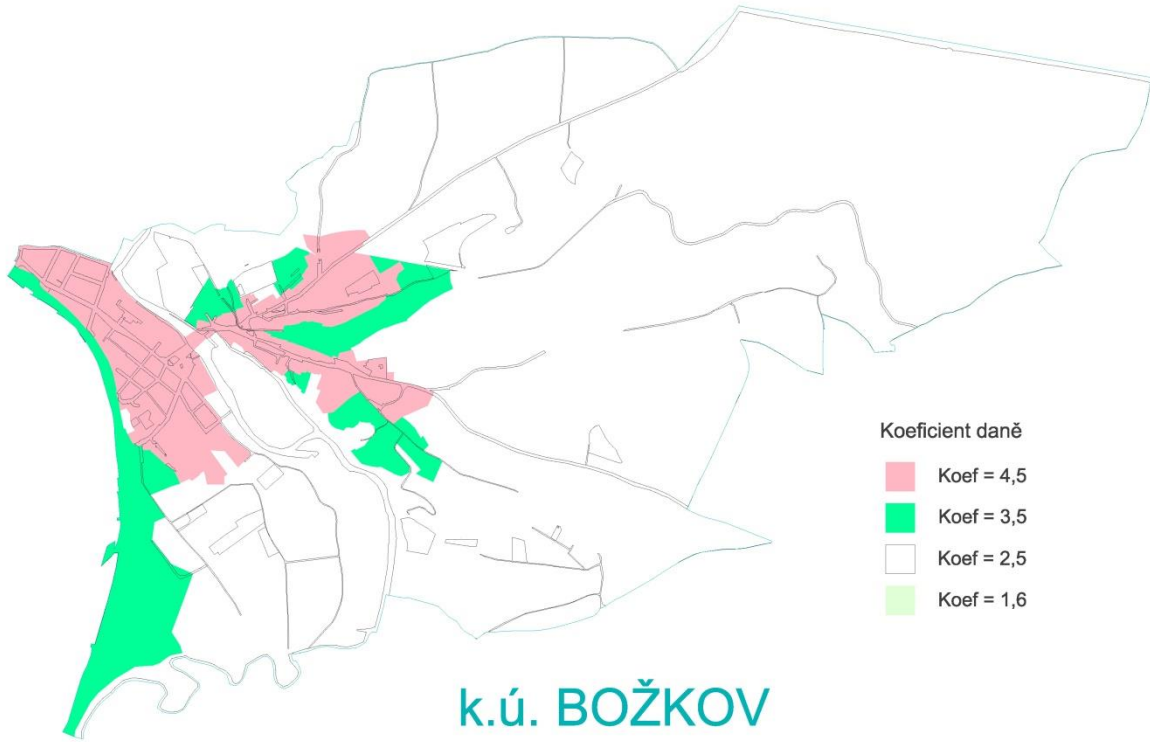 Koeficient daně
Koef = 4,5
Koef = 3,5
Koef = 2,5
Koef = 1,6
k.ú. BOŽKOV